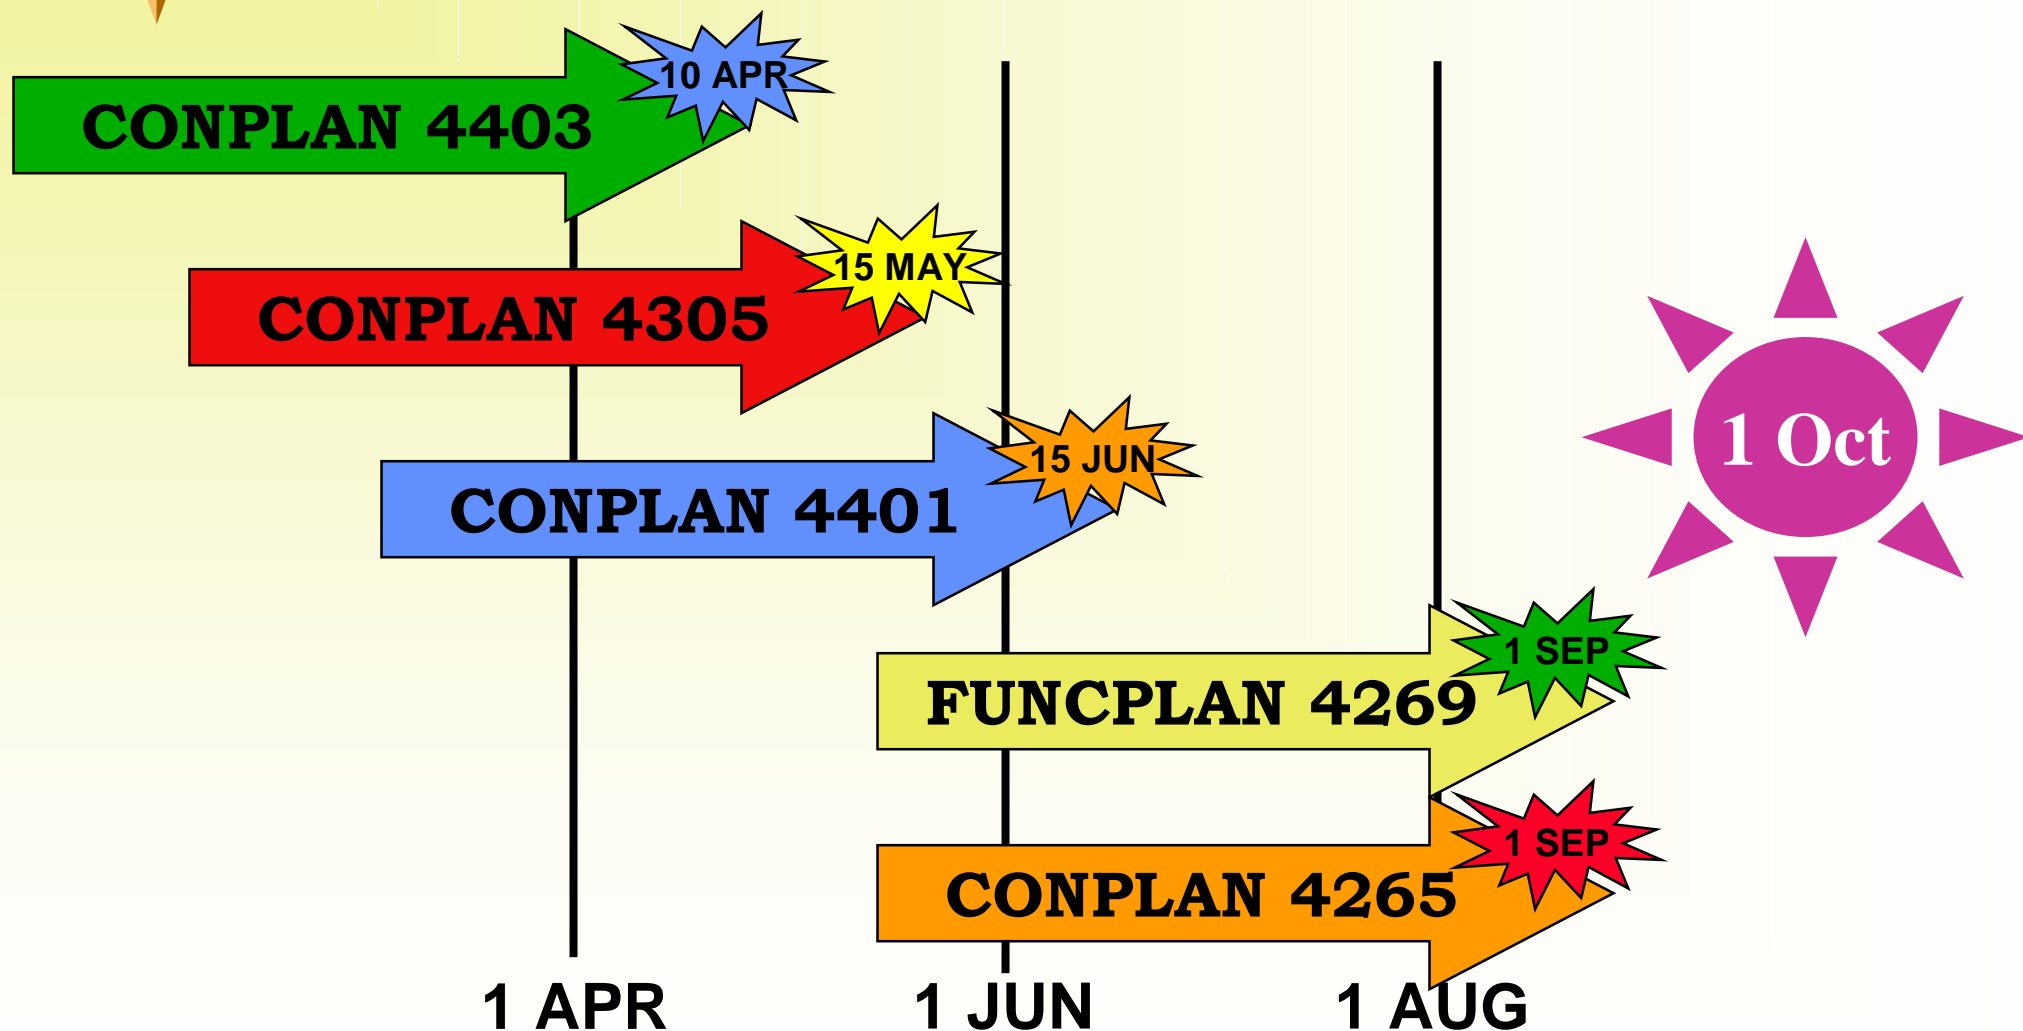 10 APR
CONPLAN 4403
15 MAY
CONPLAN 4305
1 Oct
15 JUN
CONPLAN 4401
1 SEP
FUNCPLAN 4269
1 SEP
CONPLAN 4265
1 APR
1 JUN
1 AUG